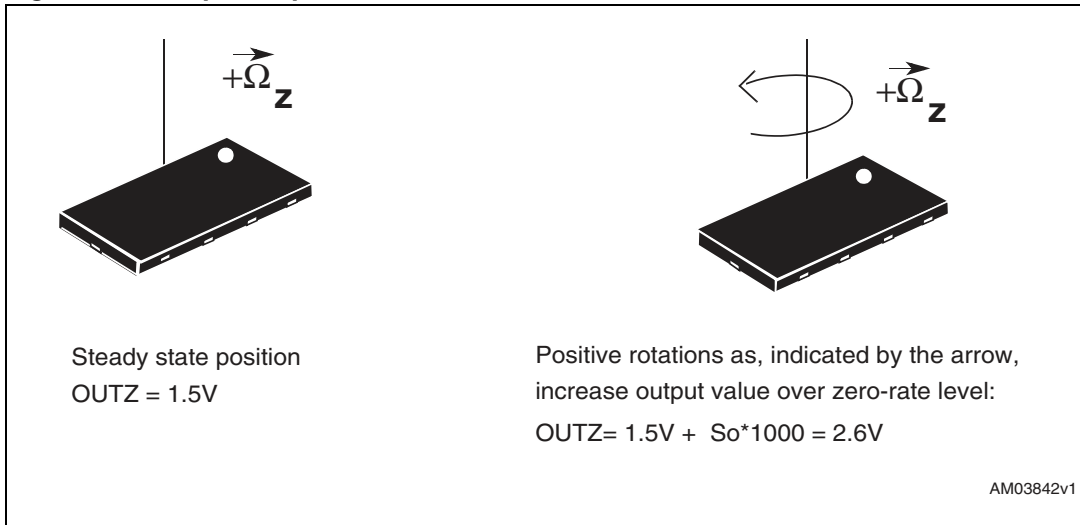 +Ω
z
+Ω
z
Steady state position
OUTZ = 1.5V
Positive rotations as, indicated by the arrow,
increase output value over zero-rate level:
OUTZ= 1.5V + So*1000 = 2.6V
AM03842v1